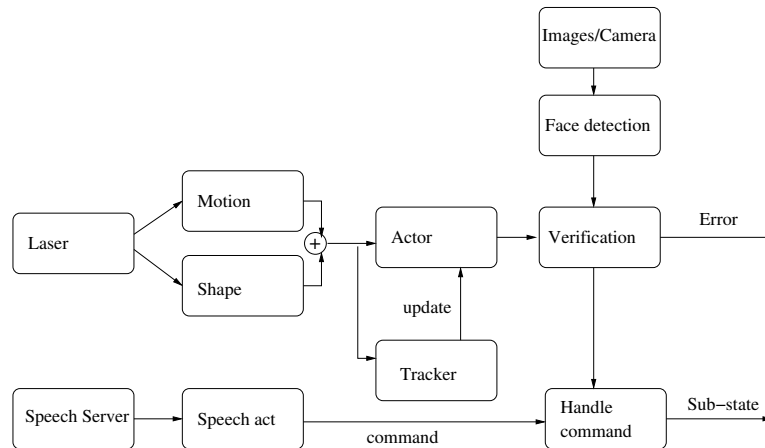 Images/Camera
Face detection
Motion
Laser
+
Actor
Verification
Error
Shape
update
Tracker
Speech Server
Speech act
command
Handle
command
Sub-state